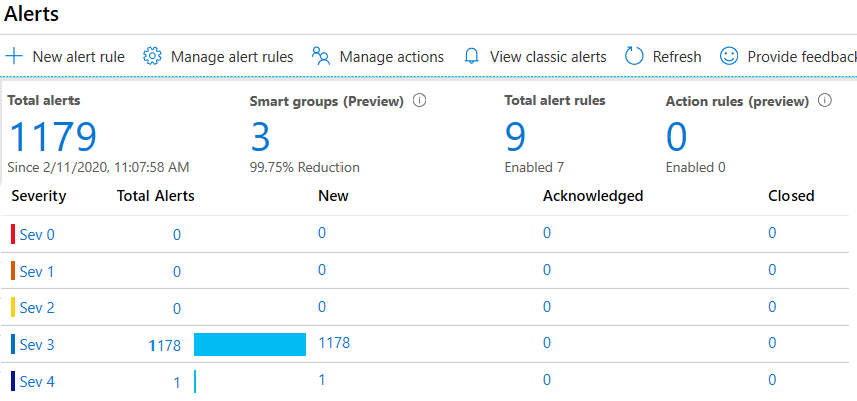 Alerts
New alert rule Manage alert rules Manage actions View classic alerts Refresh Provide feedback
Total alerts Smart groups (Preview) Total alert rules Action rules (preview)
1179 3 9 0
Since 2/11/2020, 11:07:58 AM 99.75% Reduction Enabled 7 Enabled 0
Severity Total Alerts New Acknowledged Closed
Sev 0 0 0 0 0
Sev 1 0 0 0 0
Sev 2 0 0 0 0
Sev 3 1178 1178 0 0
Sev 4 1 1 0 0